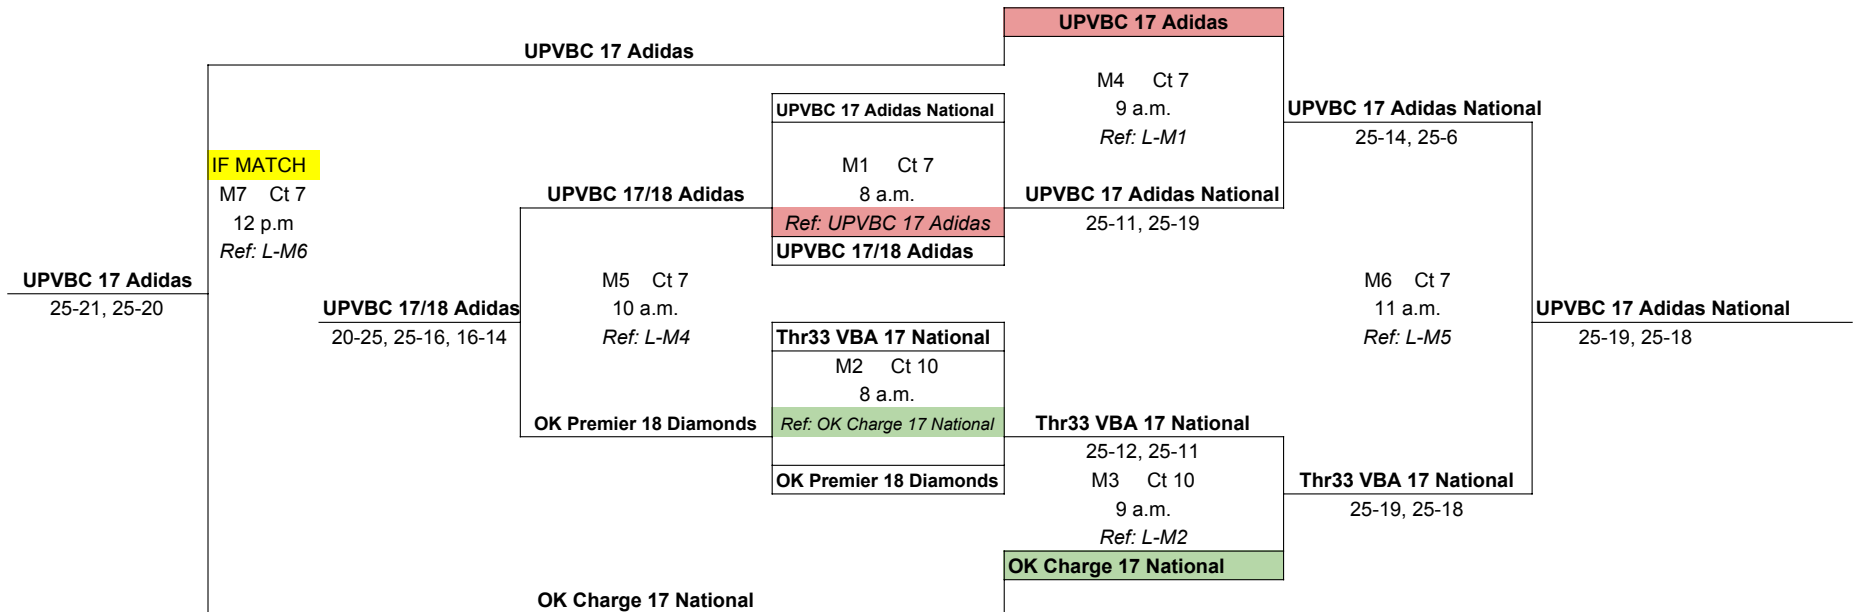 UPVBC 17 Adidas
UPVBC 17 Adidas
M4 Ct 7
UPVBC 17 Adidas National
9 a.m.
UPVBC 17 Adidas National
Ref: L-M1
25-14, 25-6
IF MATCH
M1 Ct 7
M7 Ct 7
UPVBC 17/18 Adidas
8 a.m.
UPVBC 17 Adidas National
12 p.m
Ref: UPVBC 17 Adidas
25-11, 25-19
Ref: L-M6
UPVBC 17/18 Adidas
UPVBC 17 Adidas
M5 Ct 7
M6 Ct 7
25-21, 25-20
UPVBC 17/18 Adidas
10 a.m.
11 a.m.
UPVBC 17 Adidas National
20-25, 25-16, 16-14
Ref: L-M4
Thr33 VBA 17 National
Ref: L-M5
25-19, 25-18
M2 Ct 10
8 a.m.
OK Premier 18 Diamonds
Ref: OK Charge 17 National
Thr33 VBA 17 National
25-12, 25-11
OK Premier 18 Diamonds
M3 Ct 10
Thr33 VBA 17 National
9 a.m.
25-19, 25-18
Ref: L-M2
OK Charge 17 National
OK Charge 17 National